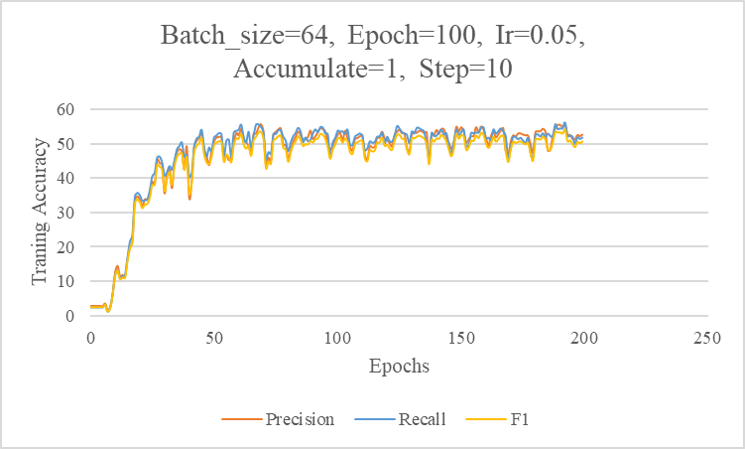 Batch_size=64, Epoch=100, Ir=0.05,
Accumulate=1, Step=10
60
50
40
30
20
10
0
Traning Accuracy
0 50 100 150 200 250
Epochs
Precision Recall F1